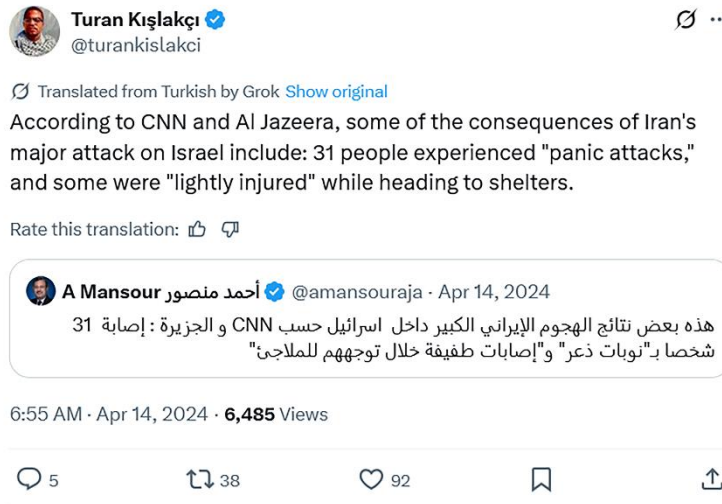 Turan Kışlakçı
@turankislakci
Translated from Turkish by Grok Show original
According to CNN and Al Jazeera, some of the consequences of Iran's
major attack on Israel include: 31 people experienced "panic attacks,"
and some were "lightly injured" while heading to shelters.
Rate this translation:
A Mansour أحمد منصور @amansouraja · Apr 14, 2024
هذه بعض نتائج الهجوم الإيراني الكبير داخل اسرائيل حسب CNN و الجزيرة : إصابة 31
شخصا بـ"نوبات ذعر" و"إصابات طفيفة خلال توجههم للملاجئ"
6:55 AM · Apr 14, 2024 · 6,485 Views
5 38 92